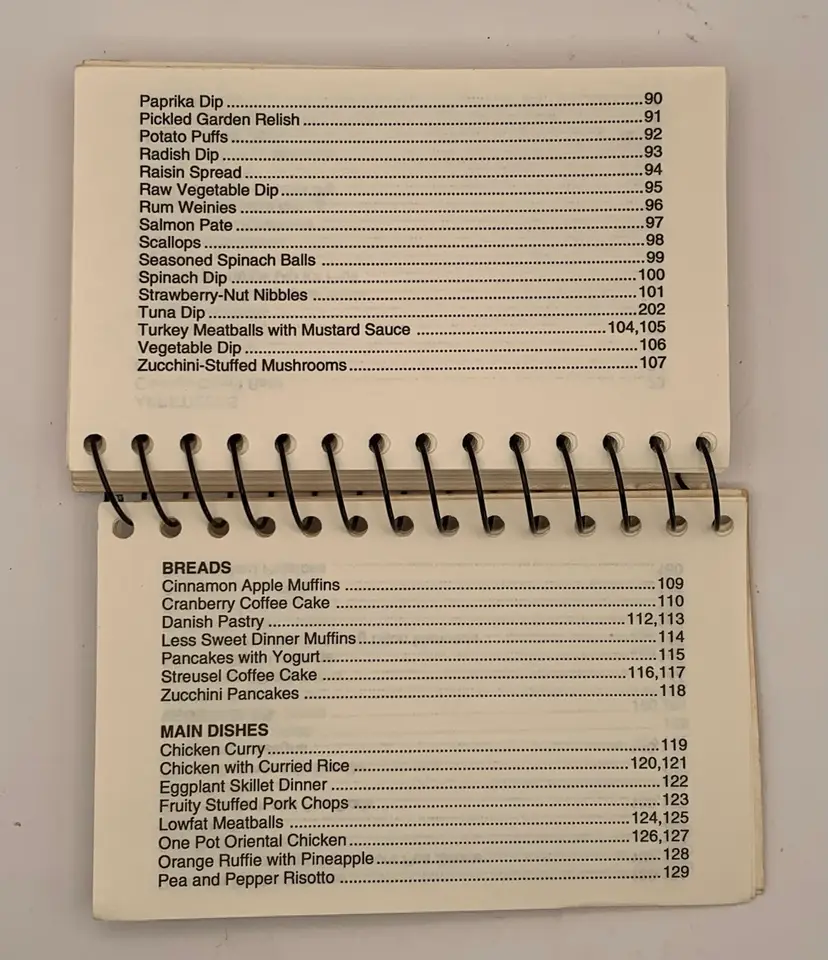 Paprika Dip 90
Pickled Garden Relish 91
Potato Puffs 92
Radish Dip 93
Raisin Spread 94
Raw Vegetable Dip 95
Rum Weinies 96
Salmon Pate 97
Scallops 98
Seasoned Spinach Balls 99
Spinach Dip 100
Strawberry-Nut Nibbles 101
Tuna Dip 202
Turkey Meatballs with Mustard Sauce 104,105
Vegetable Dip 106
Zucchini-Stuffed Mushrooms 107
BREADS
Cinnamon Apple Muffins 109
Cranberry Coffee Cake 110
Danish Pastry 112,113
Less Sweet Dinner Muffins 114
Pancakes with Yogurt 115
Streusel Coffee Cake 116,117
Zucchini Pancakes 118
MAIN DISHES
Chicken Curry 119
Chicken with Curried Rice 120,121
Eggplant Skillet Dinner 122
Fruity Stuffed Pork Chops 123
Lowfat Meatballs 124,125
One Pot Oriental Chicken 126,127
Orange Ruffie with Pineapple 128
Pea and Pepper Risotto 129